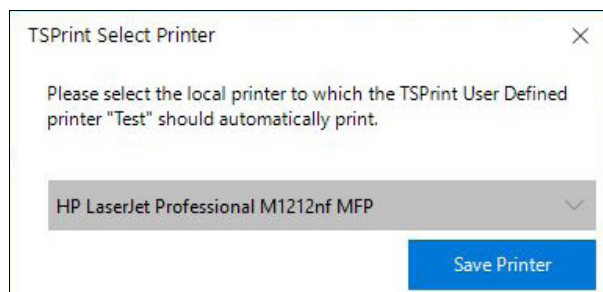 TSPrint Select Printer
Please select the local printer to which the TSPrint User Defined
printer "Test" should automatically print.
HP LaserJet Professional M1212nf MFP
Save Printer